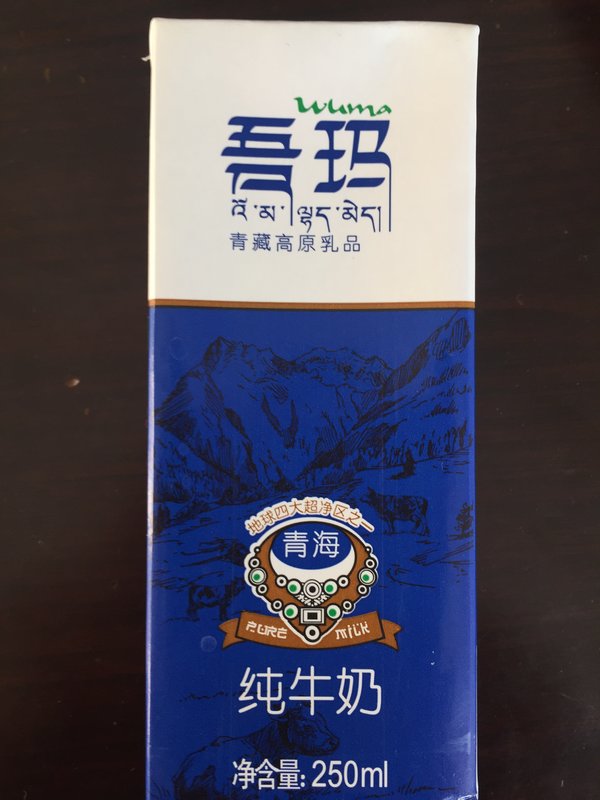 Wuma
吾玛
འོ་མ་ལྷད་མེད།
青藏高原乳品
地球四大超净区之一
青海
PURE MILK
纯牛奶
净含量:250ml